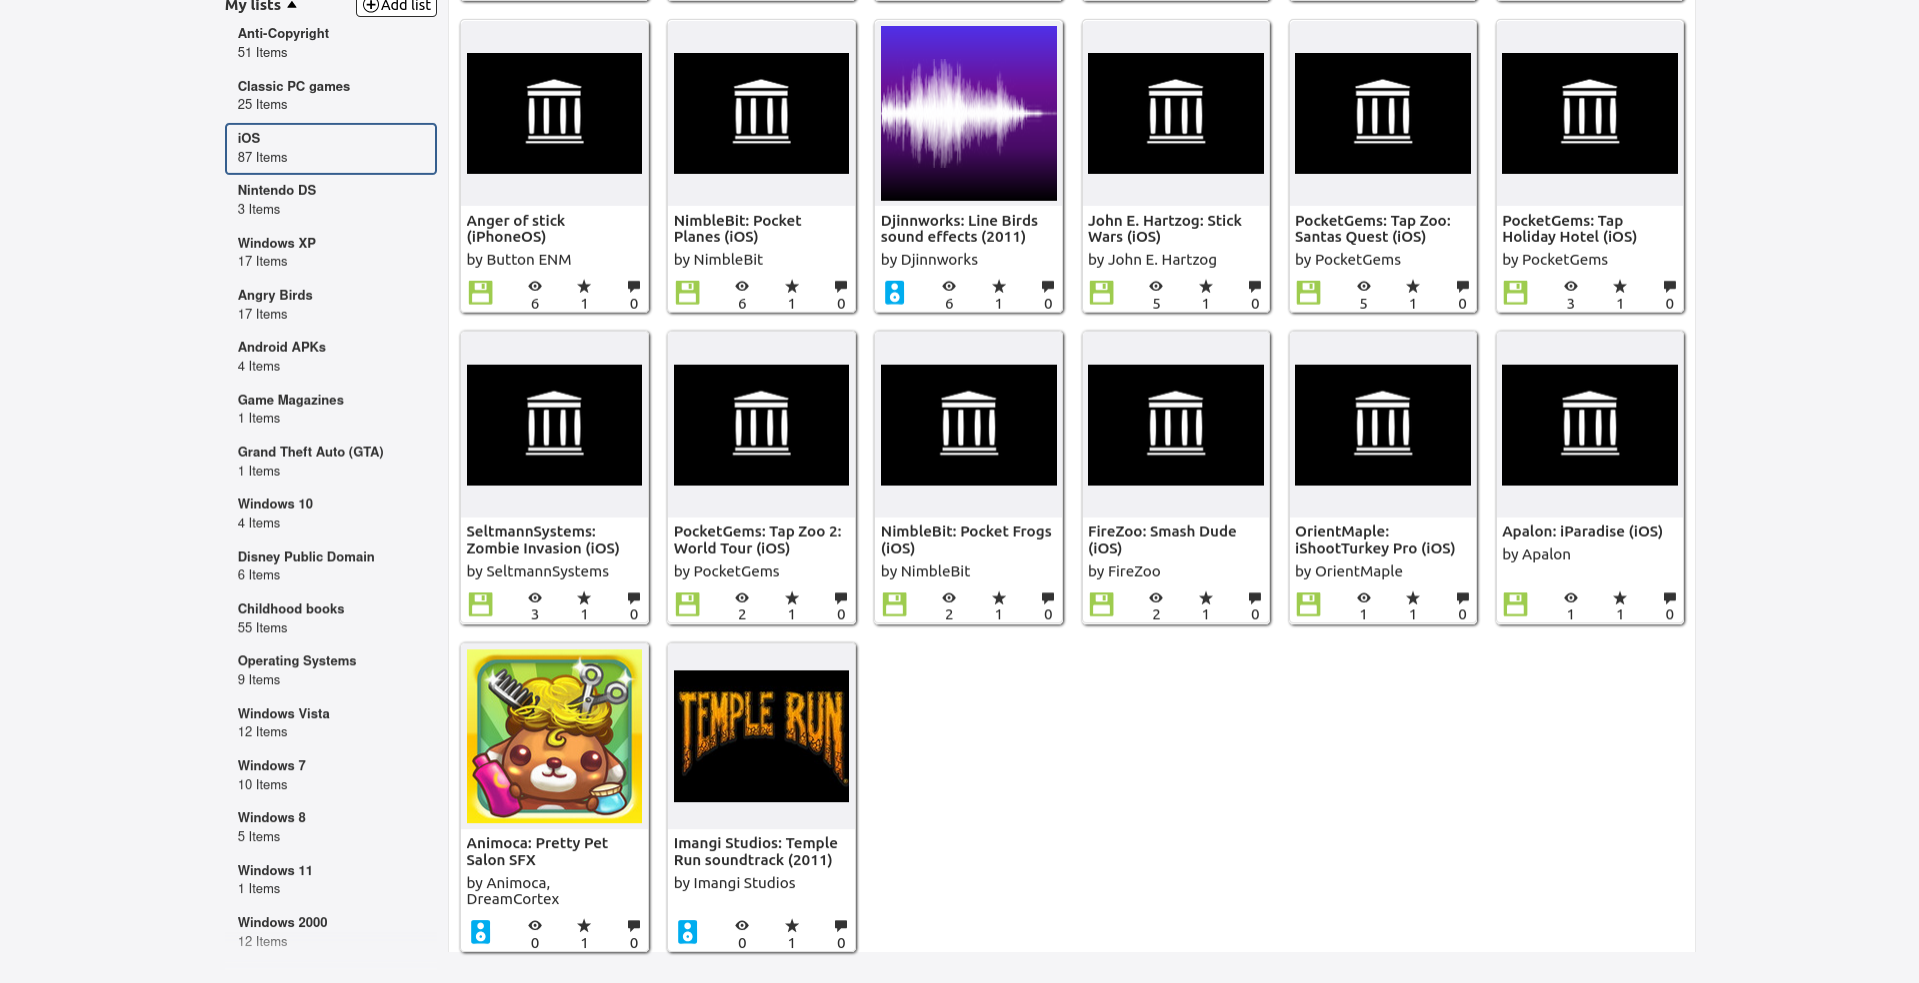 My lists
Add list
Anti-Copyright
51 Items
Classic PC games
25 Items
iOS
87 Items
Nintendo DS
3 Items
Windows XP
17 Items
Angry Birds
17 Items
Android APKs
4 Items
Game Magazines
1 Items
Grand Theft Auto (GTA)
1 Items
Windows 10
4 Items
Disney Public Domain
6 Items
Childhood books
55 Items
Operating Systems
9 Items
Windows Vista
12 Items
Windows 7
10 Items
Windows 8
5 Items
Windows 11
1 Items
Windows 2000
12 Items
Anger of stick
(iPhoneOS)
by Button ENM
6 1 0
NimbleBit: Pocket
Planes (iOS)
by NimbleBit
6 1 0
Djinnworks: Line Birds
sound effects (2011)
by Djinnworks
6 1 0
John E. Hartzog: Stick
Wars (iOS)
by John E. Hartzog
5 1 0
PocketGems: Tap Zoo:
Santas Quest (iOS)
by PocketGems
5 1 0
PocketGems: Tap
Holiday Hotel (iOS)
by PocketGems
3 1 0
SeltmannSystems:
Zombie Invasion (iOS)
by SeltmannSystems
3 1 0
PocketGems: Tap Zoo 2:
World Tour (iOS)
by PocketGems
2 1 0
NimbleBit: Pocket Frogs
(iOS)
by NimbleBit
2 1 0
FireZoo: Smash Dude
(iOS)
by FireZoo
2 1 0
OrientMaple:
iShootTurkey Pro (iOS)
by OrientMaple
1 1 0
Apalon: iParadise (iOS)
by Apalon
1 1 0
Animoca: Pretty Pet
Salon SFX
by Animoca,
DreamCortex
0 1 0
TEMPLE RUN
Imangi Studios: Temple
Run soundtrack (2011)
by Imangi Studios
0 1 0